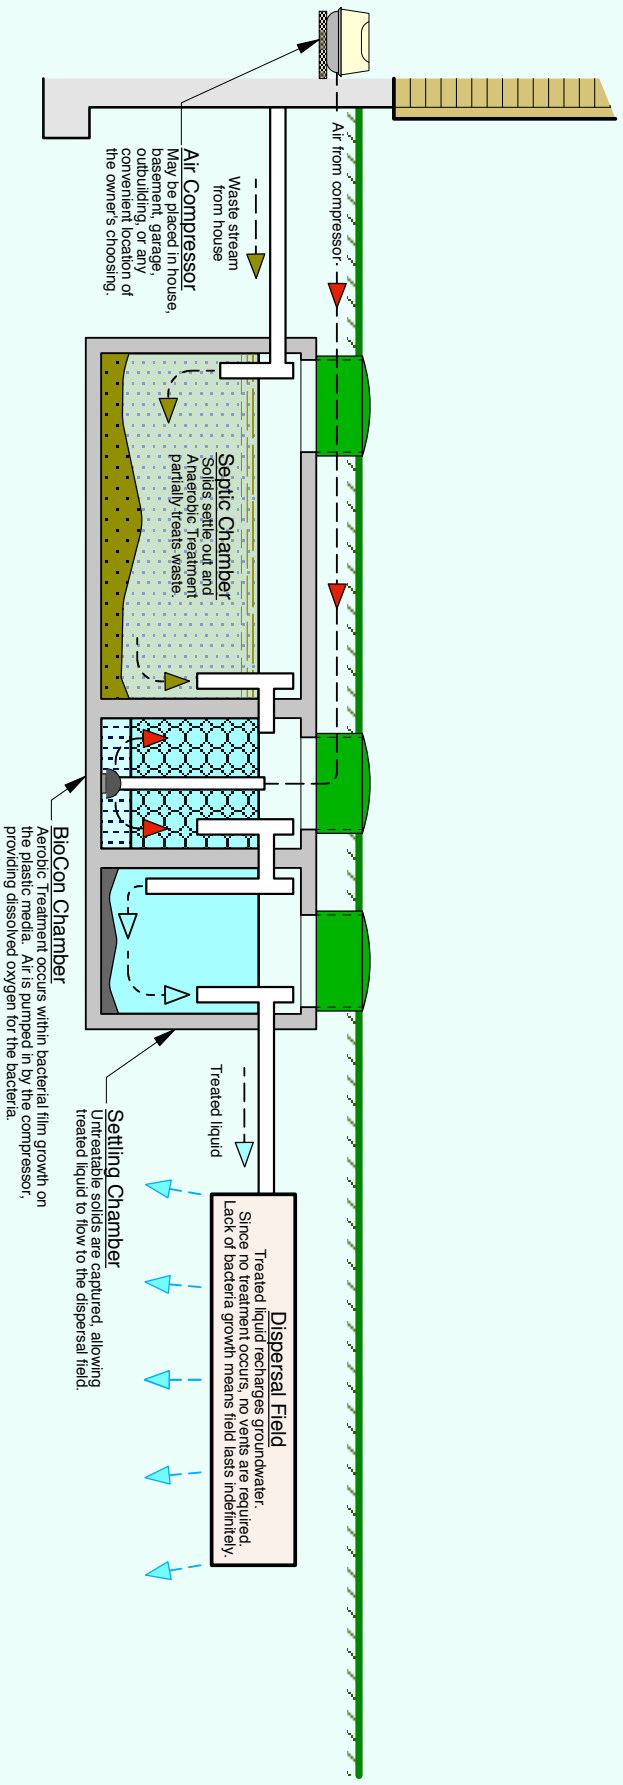 Air from compressor
Waste stream
from house
Air Compressor
May be placed in house,
basement, garage,
outbuilding, or any
convenient location of
the owner's choosing.
Septic Chamber
Solids settle out and
Anaerobic Treatment
partially treats waste.
BioCon Chamber
Aerobic Treatment occurs within bacterial film growth on
the plastic media. Air is pumped in by the compressor,
providing dissolved oxygen for the bacteria.
Settling Chamber
Untreatable solids are captured, allowing
treated liquid to flow to the dispersal field.
Treated liquid
Dispersal Field
Treated liquid recharges groundwater.
Since no treatment occurs, no vents are required.
Lack of bacteria growth means field lasts indefinitely.